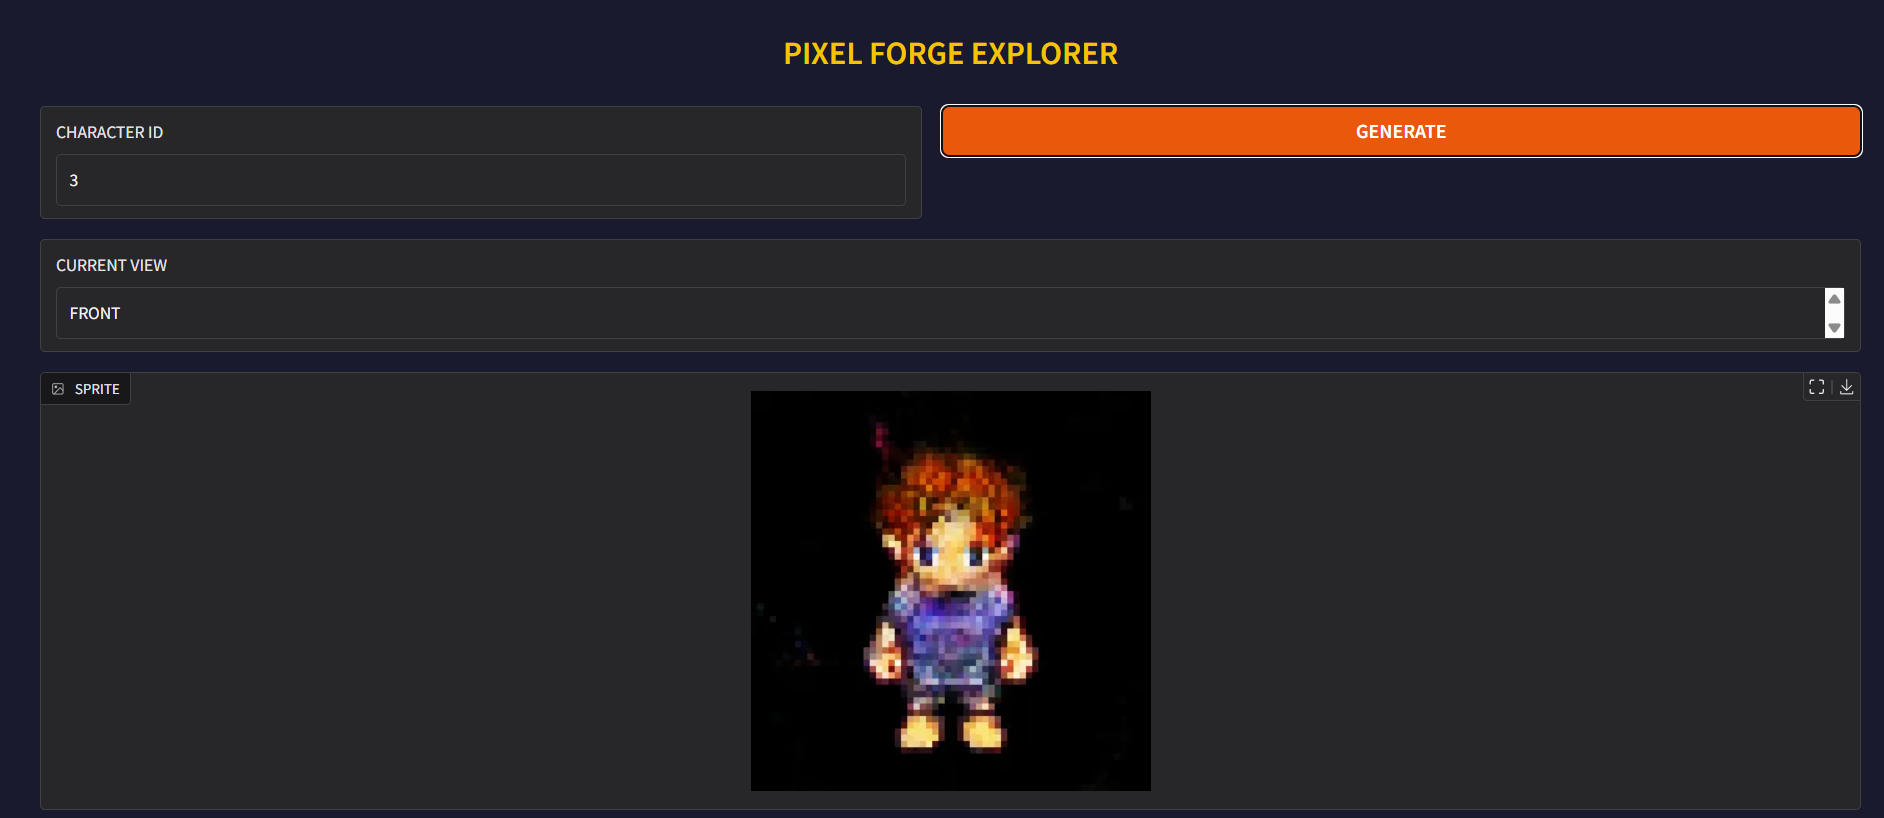 PIXEL FORGE EXPLORER
CHARACTER ID
GENERATE
3
CURRENT VIEW
FRONT
SPRITE